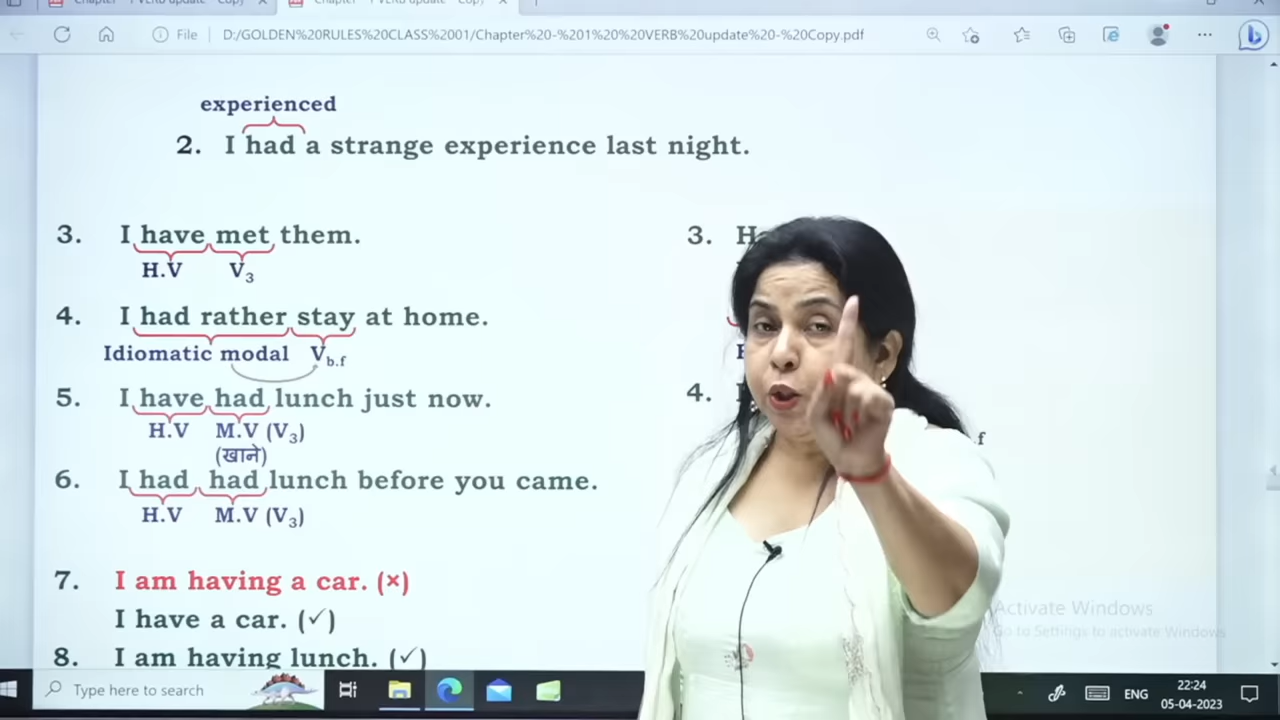 File
D:/GOLDEN%20RULES%20CLASS%2001/Chapter%20-%201%20%20VERB%20update%20-%20Copy.pdf
experienced
2. I had a strange experience last night.
3. I have met them.
H.V V3
3.
4. I had rather stay at home.
Idiomatic modal Vb.f
5. I have had lunch just now.
H.V M.V (V3)
(खाने)
4.
6. I had had lunch before you came.
H.V M.V (V3)
7. I am having a car. (×)
I have a car. (✓)
8. I am having lunch. (✓)
Activate Windows
Go to Settings to activate Windows
Type here to search
ENG
22:24
05-04-2023